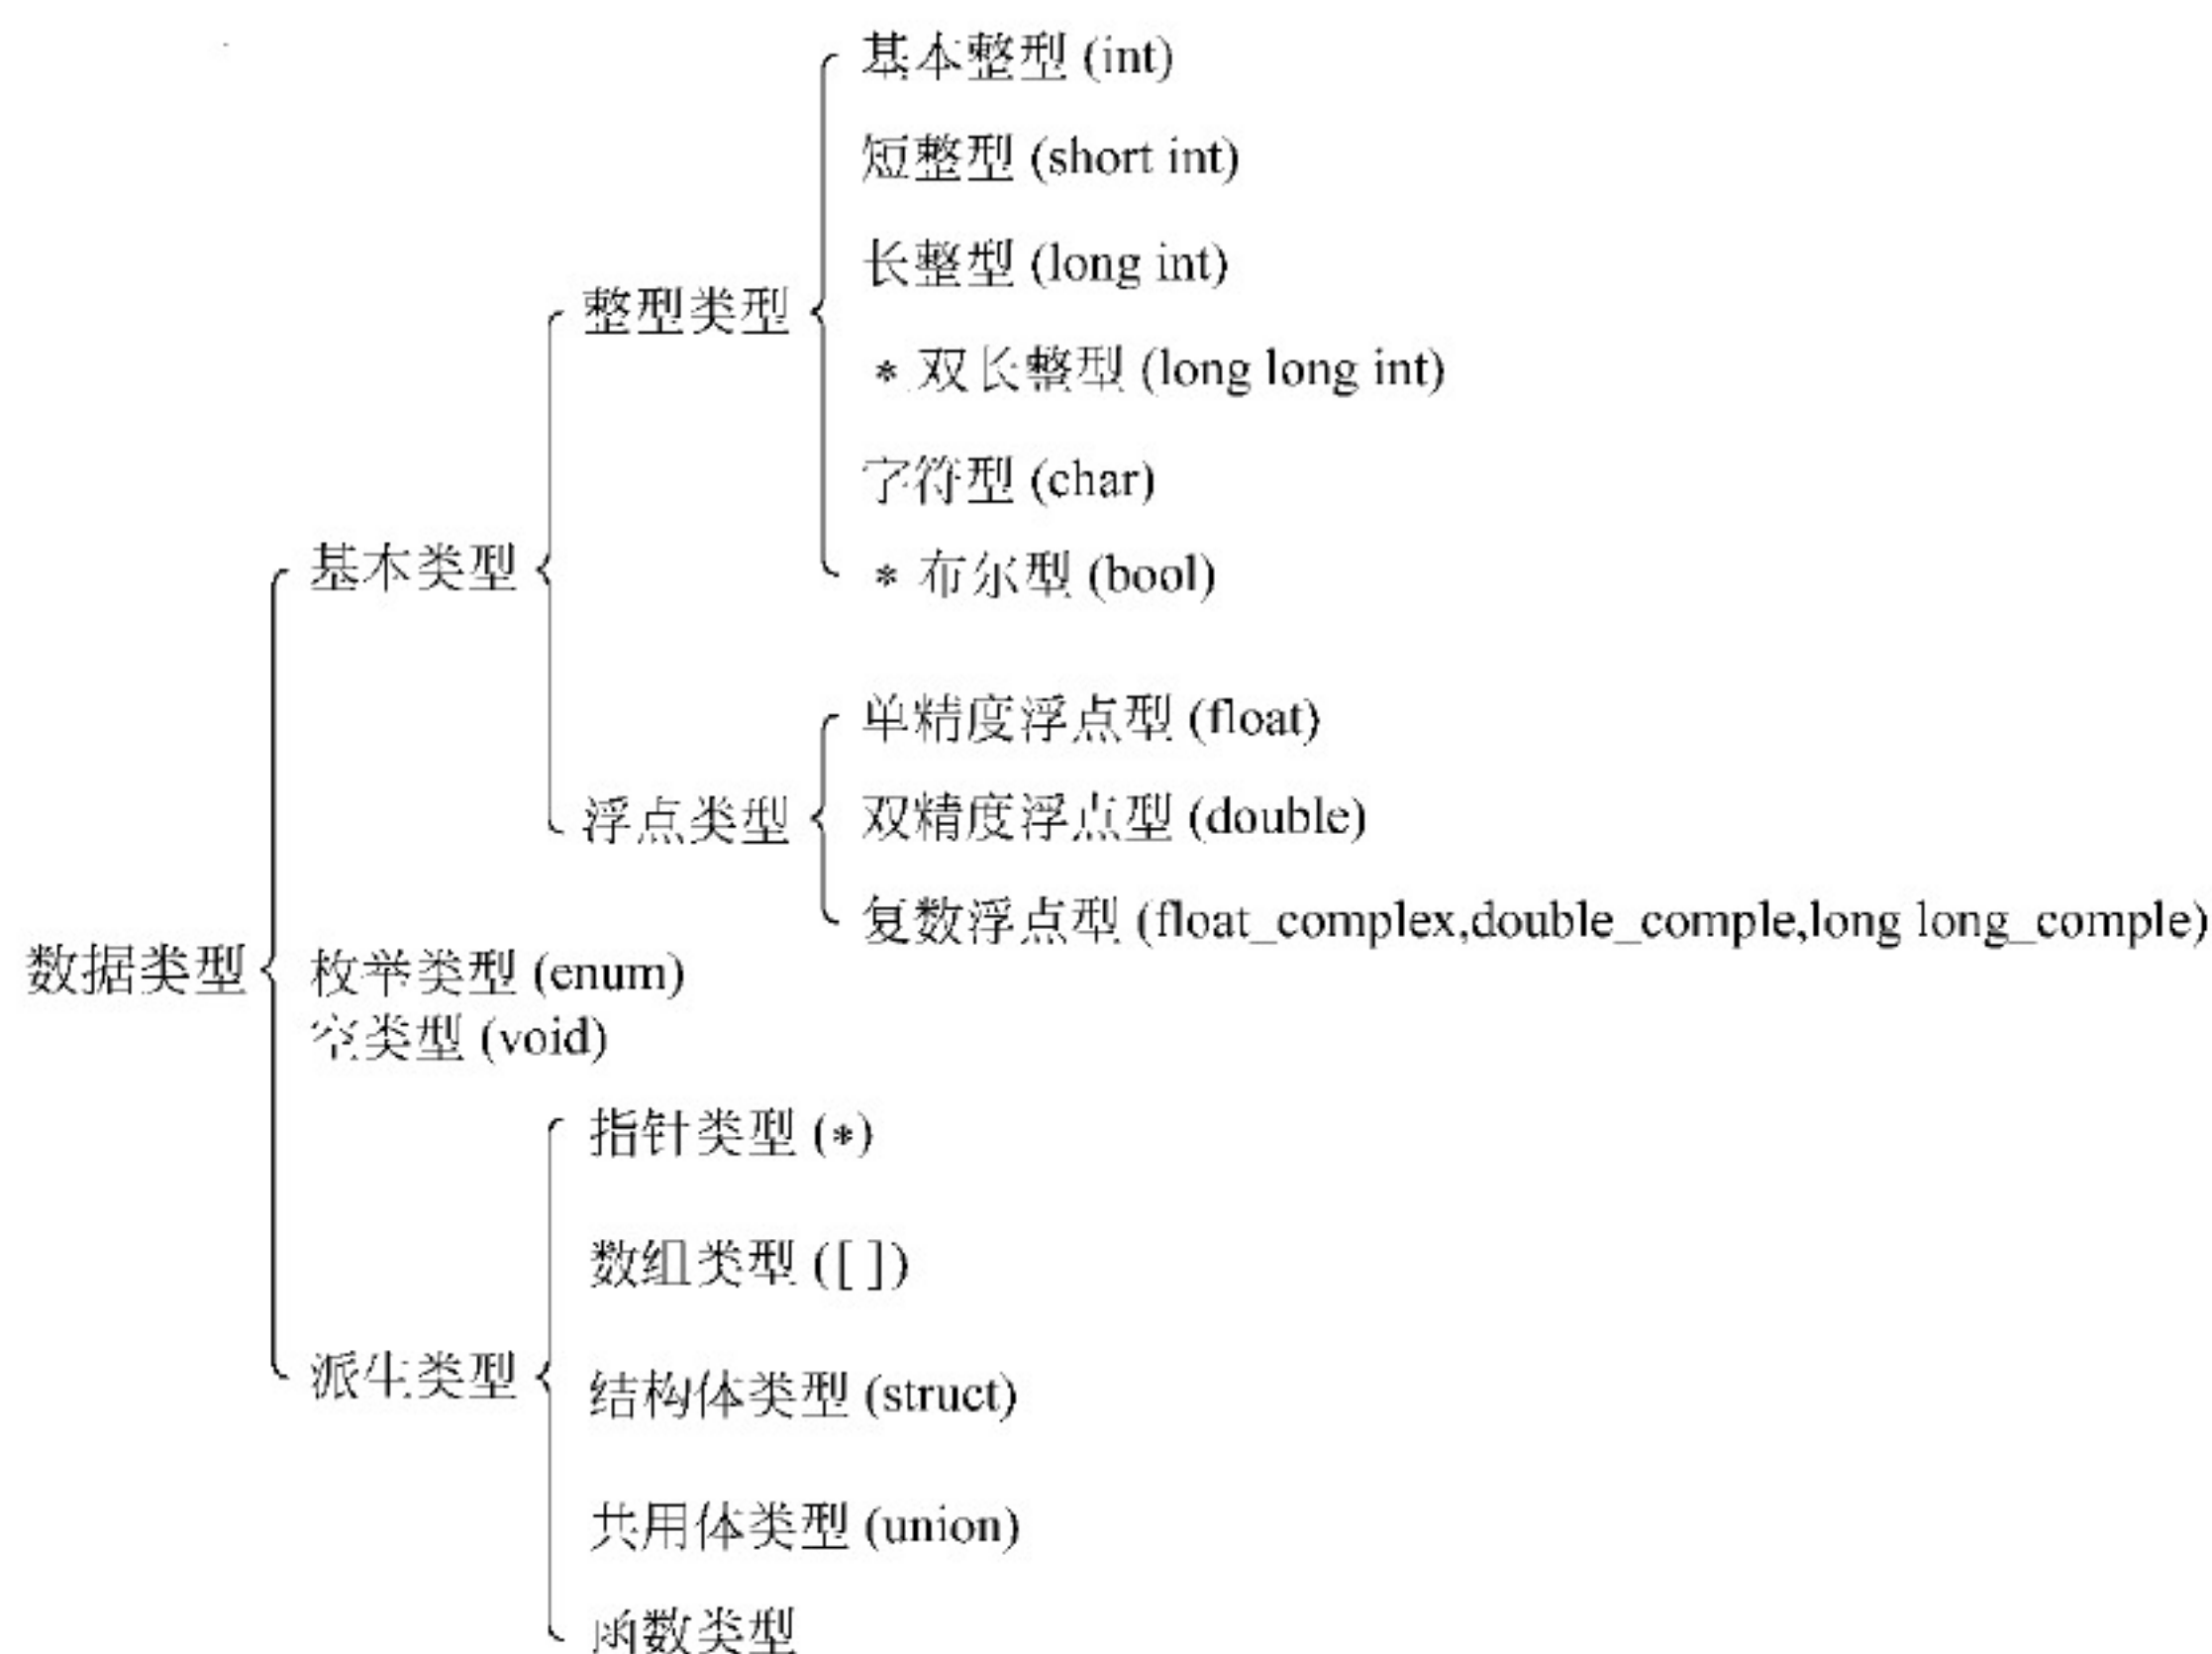 基本整型 (int)
短整型 (short int)
长整型 (long int)
整型类型
* 双长整型 (long long int)
字符型 (char)
基本类型
* 布尔型 (bool)
单精度浮点型 (float)
浮点类型
双精度浮点型 (double)
复数浮点型 (float_complex,double_comple,long long_comple)
数据类型
枚举类型 (enum)
空类型 (void)
指针类型 (*)
数组类型 ([ ])
派生类型
结构体类型 (struct)
共用体类型 (union)
函数类型